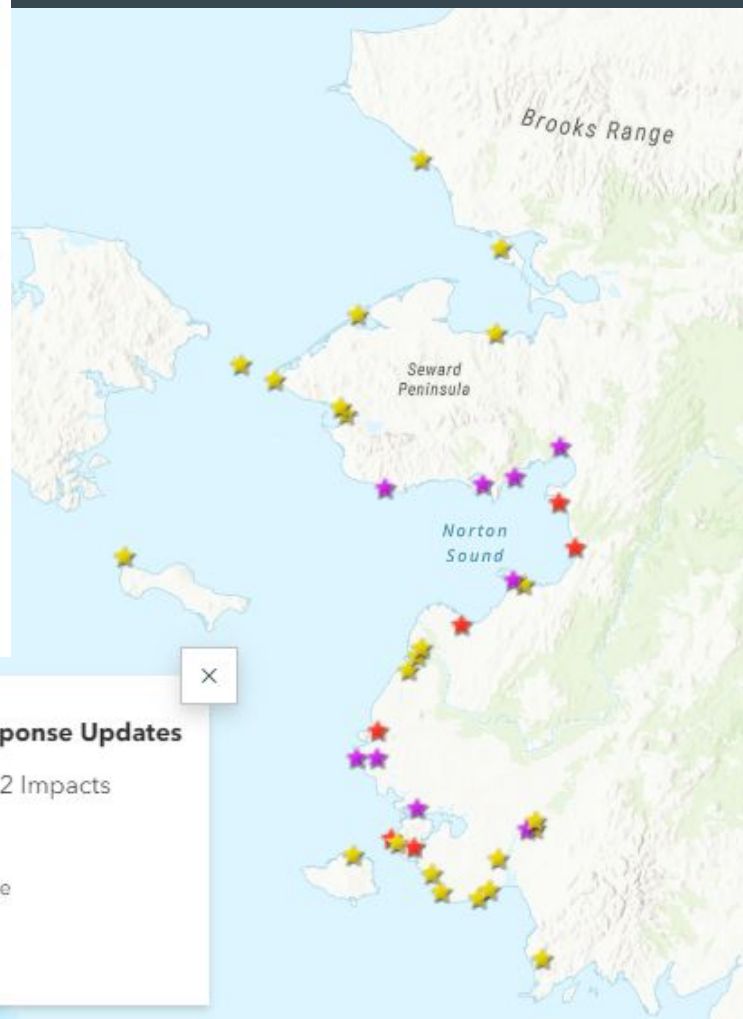 Brooks Range
Seward
Peninsula
Norton
Sound
×
ponse Updates
2 Impacts
e